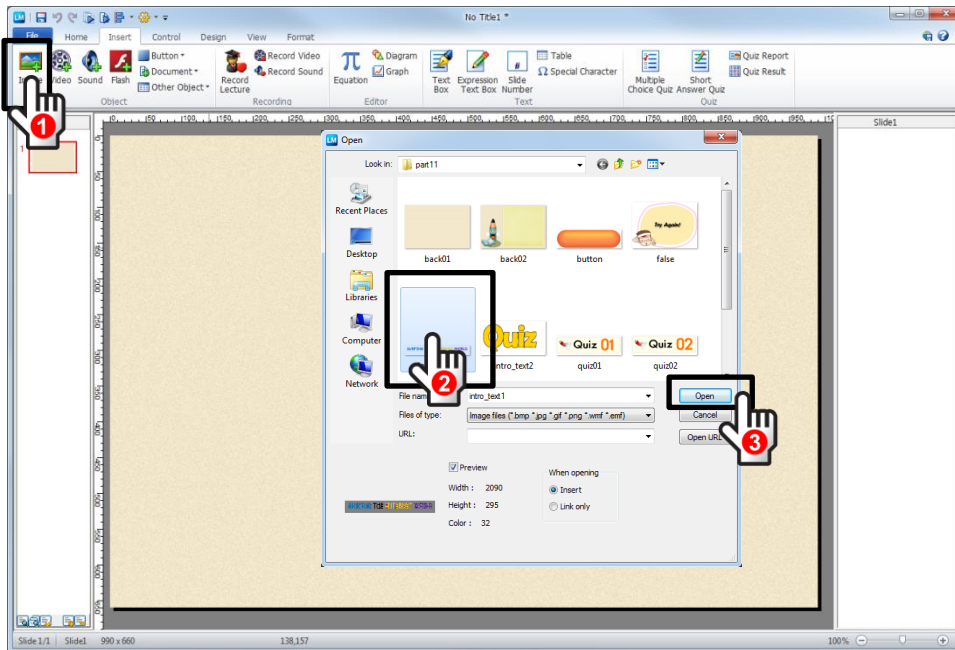 LM
No Title1 *
File Home Insert Control Design View Format
Video Sound Flash
Button
Document
Other Object
Object
Record Lecture
Record Video
Record Sound
Recording
Equation
Diagram
Graph
Editor
Text Box
Expression Text Box
Slide Number
Table
Special Character
Text
Multiple Choice Quiz
Short Answer Quiz
Quiz Report
Quiz Result
Quiz
1
1
Slide1
LM Open
Look in: part11
Recent Places
Desktop
Libraries
Computer
Network
back01 back02 button false
Try Again!
Quiz
Quiz 01
Quiz 02
quiz01 quiz02
2
File name: intro_text1
Open
Files of type: Image files (*.bmp *.jpg *.gif *.png *.wmf *.emf)
Cancel
URL:
Open URL
3
Preview
Width : 2090
Height : 295
Color : 32
When opening
Insert
Link only
Slide 1/1 Slide1 990 x 660 138,157 100%